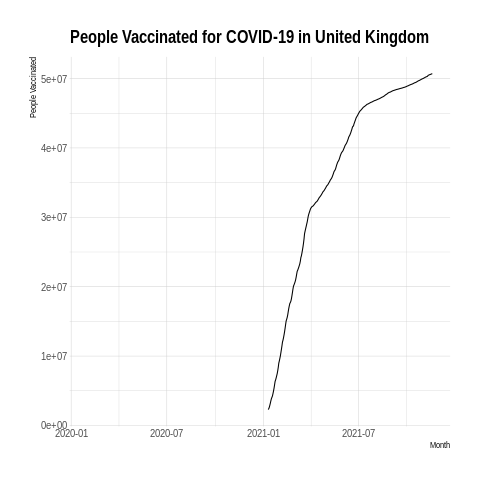 People Vaccinated for COVID-19 in United Kingdom
People Vaccinated
5e+07
4e+07
3e+07
2e+07
1e+07
0e+00
2020-01 2020-07 2021-01 2021-07
Month